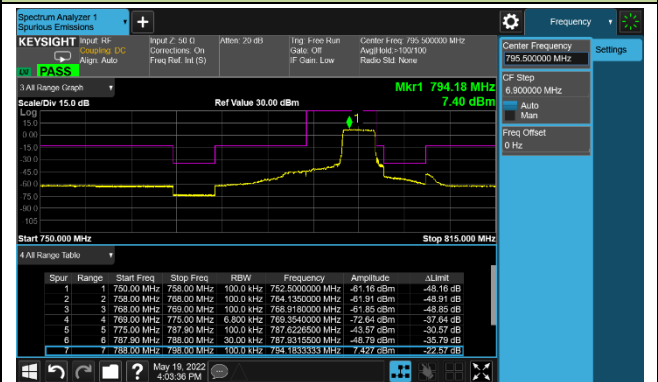 Spectrum Analyzer 1
Spurious Emissions
Frequency
KEYSIGHT
Input: RF
Coupling: DC
Align: Auto
Input Z: 50 Ω
Corrections: On
Freq Ref: Int (S)
Atten: 20 dB
Trig: Free Run
Gate: Off
IF Gain: Low
Center Freq: 795.500000 MHz
Avg|Hold:>100/100
Radio Std: None
PASS
Center Frequency
795.500000 MHz
Settings
CF Step
6.900000 MHz
Auto
Man
Freq Offset
0 Hz
3 All Range Graph
Mkr1 794.18 MHz
Scale/Div 15.0 dB
Ref Value 30.00 dBm
7.40 dBm
Log
15.0
0.00
-15.0
-30.0
-45.0
-60.0
-75.0
-90.0
-105
1
Start 750.000 MHz
Stop 815.000 MHz
4 All Range Table
Spur Range Start Freq Stop Freq RBW Frequency Amplitude ΔLimit
1 1 750.00 MHz 758.00 MHz 100.0 kHz 752.5000000 MHz -61.16 dBm -48.16 dB
2 2 758.00 MHz 768.00 MHz 100.0 kHz 764.1350000 MHz -61.91 dBm -48.91 dB
3 3 768.00 MHz 769.00 MHz 100.0 kHz 768.9180000 MHz -61.85 dBm -48.85 dB
4 4 769.00 MHz 775.00 MHz 6.800 kHz 769.3540000 MHz -72.64 dBm -37.64 dB
5 5 775.00 MHz 787.90 MHz 100.0 kHz 787.6226500 MHz -43.57 dBm -30.57 dB
6 6 787.90 MHz 788.00 MHz 30.00 kHz 787.9315500 MHz -48.79 dBm -35.79 dB
7 7 788.00 MHz 798.00 MHz 100.0 kHz 794.1833333 MHz 7.427 dBm -22.57 dB
May 19, 2022
4:03:36 PM